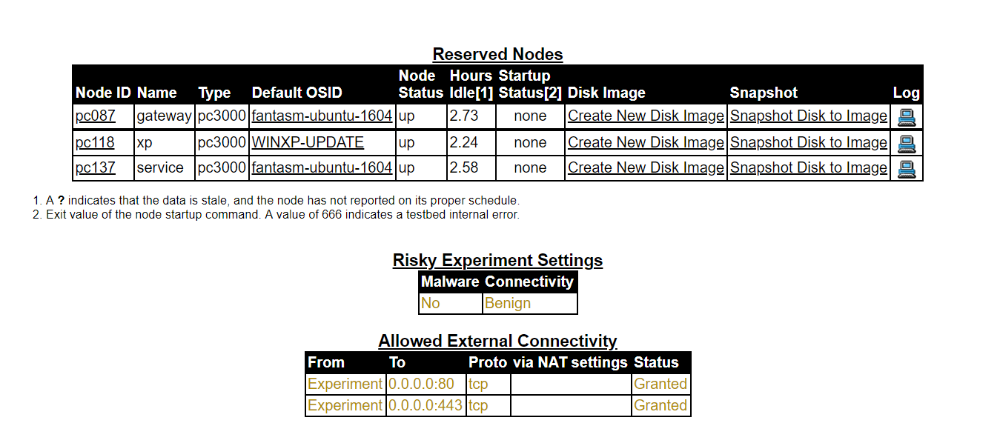 Reserved Nodes
Node ID Name Type Default OSID Node Status Hours Idle[1] Startup Status[2] Disk Image Snapshot Log
pc087 gateway pc3000 fantasm-ubuntu-1604 up 2.73 none Create New Disk Image Snapshot Disk to Image
pc118 xp pc3000 WINXP-UPDATE up 2.24 none Create New Disk Image Snapshot Disk to Image
pc137 service pc3000 fantasm-ubuntu-1604 up 2.58 none Create New Disk Image Snapshot Disk to Image
1. A ? indicates that the data is stale, and the node has not reported on its proper schedule.
2. Exit value of the node startup command. A value of 666 indicates a testbed internal error.
Risky Experiment Settings
Malware Connectivity
No Benign
Allowed External Connectivity
From To Proto via NAT settings Status
Experiment 0.0.0.0:80 tcp Granted
Experiment 0.0.0.0:443 tcp Granted